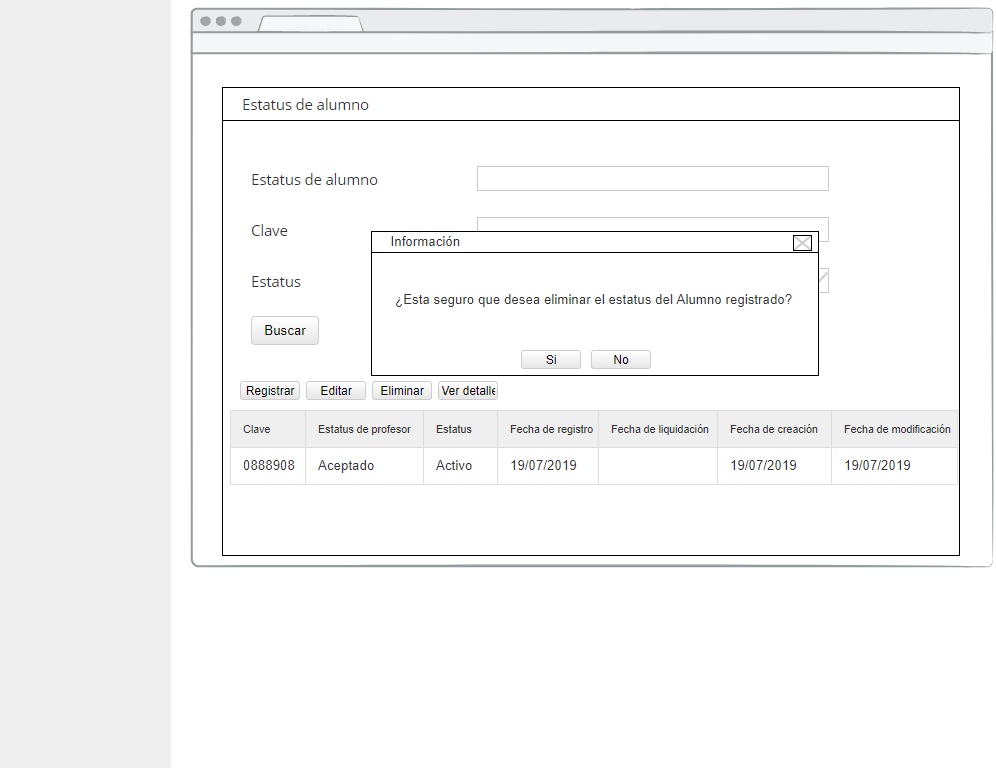 Estatus de alumno
Estatus de alumno
Clave
Información
Estatus
¿Esta seguro que desea eliminar el estatus del Alumno registrado?
Buscar
Si No
Registrar Editar Eliminar Ver detalle
Clave Estatus de profesor Estatus Fecha de registro Fecha de liquidación Fecha de creación Fecha de modificación
0888908 Aceptado Activo 19/07/2019 19/07/2019 19/07/2019